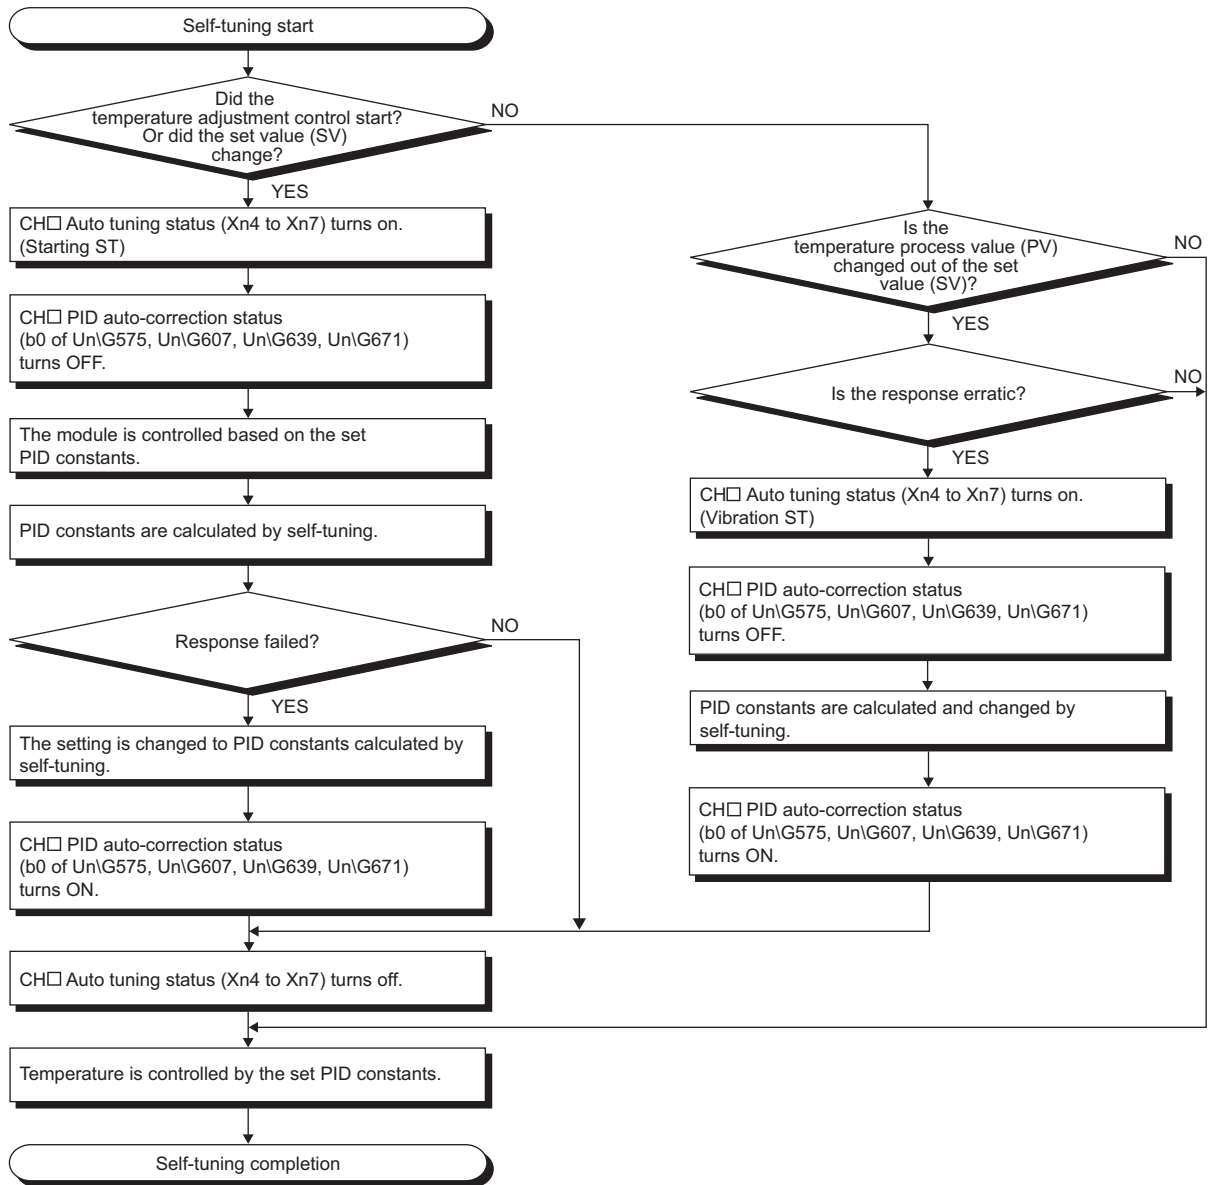 Self-tuning start
Did the
temperature adjustment control start?
Or did the set value (SV)
change?
NO
YES
CH□ Auto tuning status (Xn4 to Xn7) turns on.
(Starting ST)
CH□ PID auto-correction status
(b0 of Un\G575, Un\G607, Un\G639, Un\G671)
turns OFF.
The module is controlled based on the set
PID constants.
PID constants are calculated by self-tuning.
Response failed?
NO
YES
The setting is changed to PID constants calculated by
self-tuning.
CH□ PID auto-correction status
(b0 of Un\G575, Un\G607, Un\G639, Un\G671)
turns ON.
Is the
temperature process value (PV)
changed out of the set
value (SV)?
NO
YES
Is the response erratic?
NO
YES
CH□ Auto tuning status (Xn4 to Xn7) turns on.
(Vibration ST)
CH□ PID auto-correction status
(b0 of Un\G575, Un\G607, Un\G639, Un\G671)
turns OFF.
PID constants are calculated and changed by
self-tuning.
CH□ PID auto-correction status
(b0 of Un\G575, Un\G607, Un\G639, Un\G671)
turns ON.
CH□ Auto tuning status (Xn4 to Xn7) turns off.
Temperature is controlled by the set PID constants.
Self-tuning completion